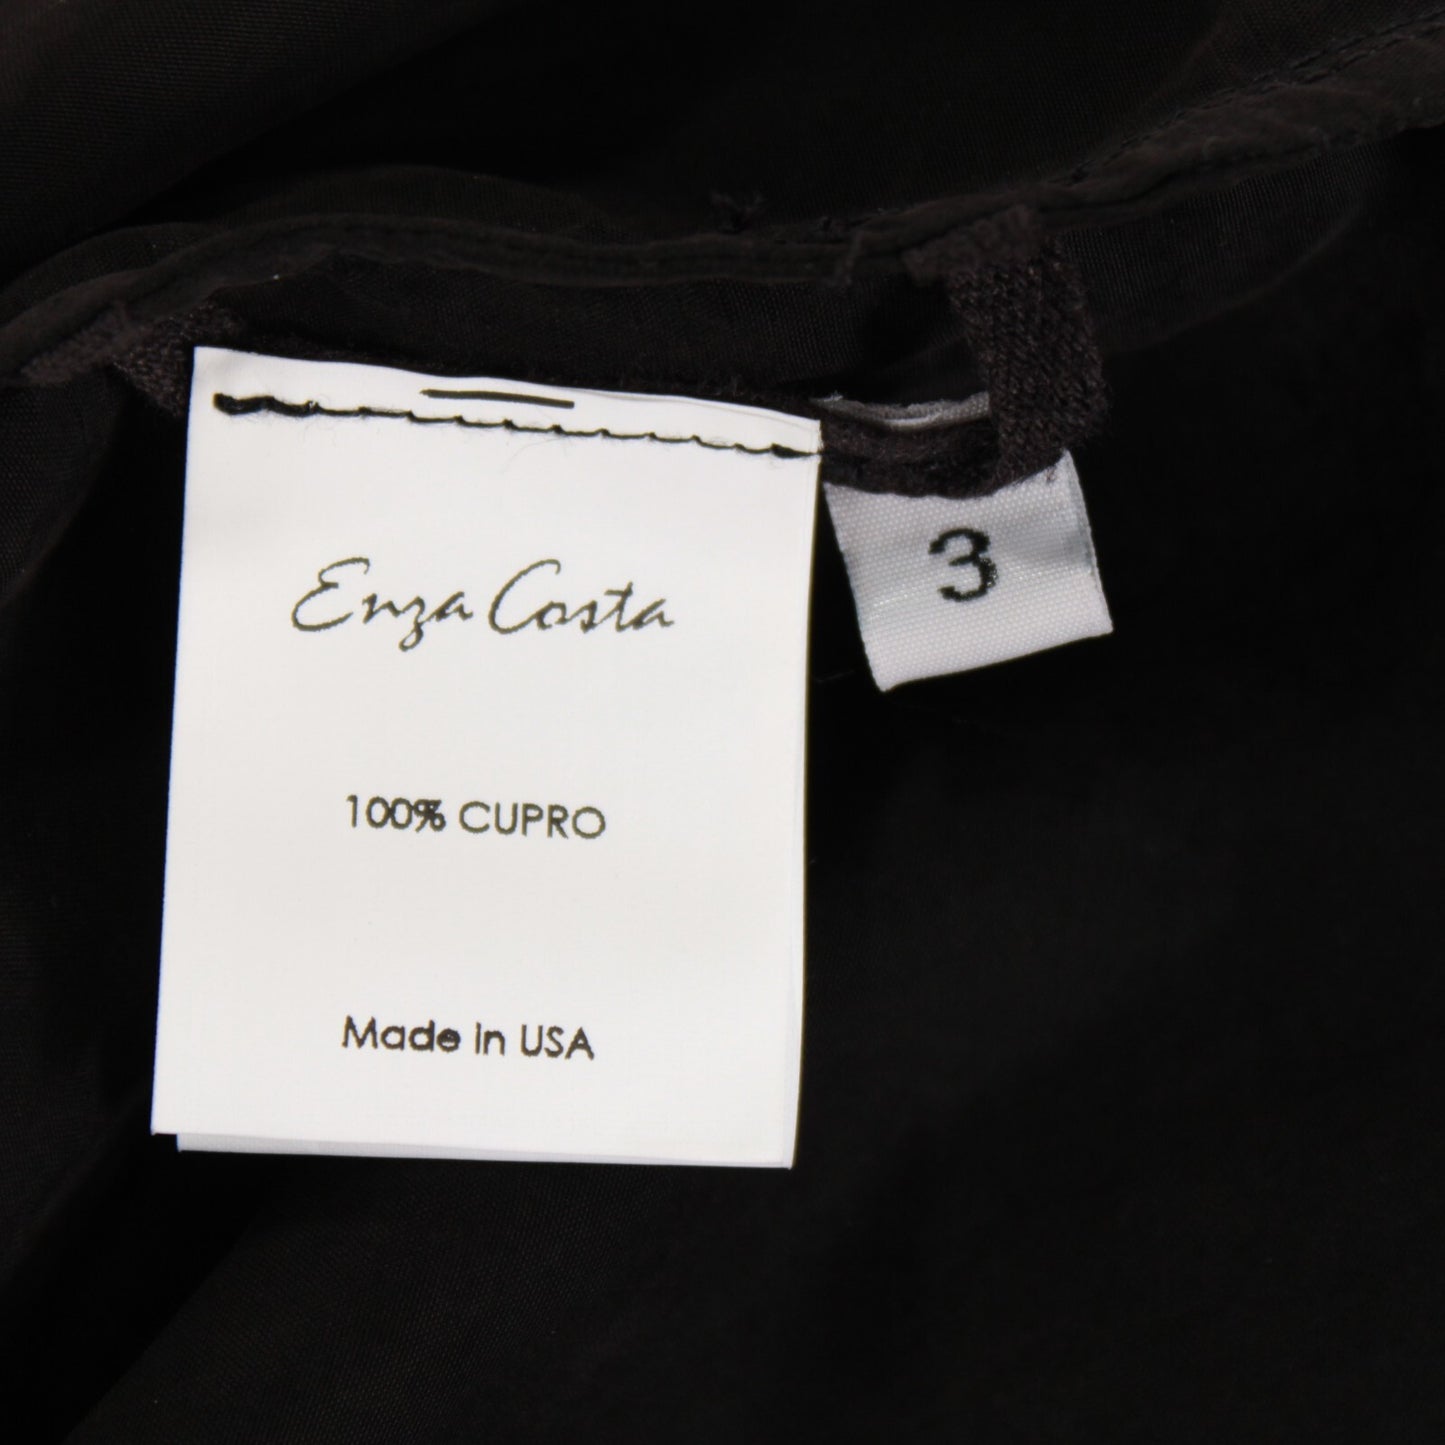 Enza Costa
3
100% CUPRO
Made in USA